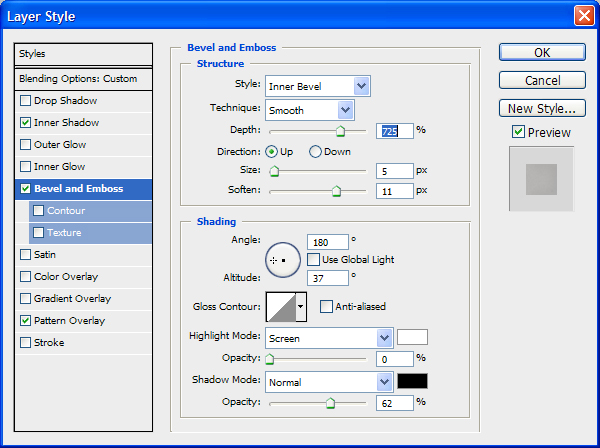 Layer Style
Styles
Blending Options: Custom
Drop Shadow
Inner Shadow
Outer Glow
Inner Glow
Bevel and Emboss
Contour
Texture
Satin
Color Overlay
Gradient Overlay
Pattern Overlay
Stroke
Bevel and Emboss
Structure
Style: Inner Bevel
Technique: Smooth
Depth: 725 %
Direction: Up Down
Size: 5 px
Soften: 11 px
Shading
Angle: 180 °
Use Global Light
Altitude: 37 °
Gloss Contour: Anti-aliased
Highlight Mode: Screen
Opacity: 0 %
Shadow Mode: Normal
Opacity: 62 %
OK
Cancel
New Style...
Preview